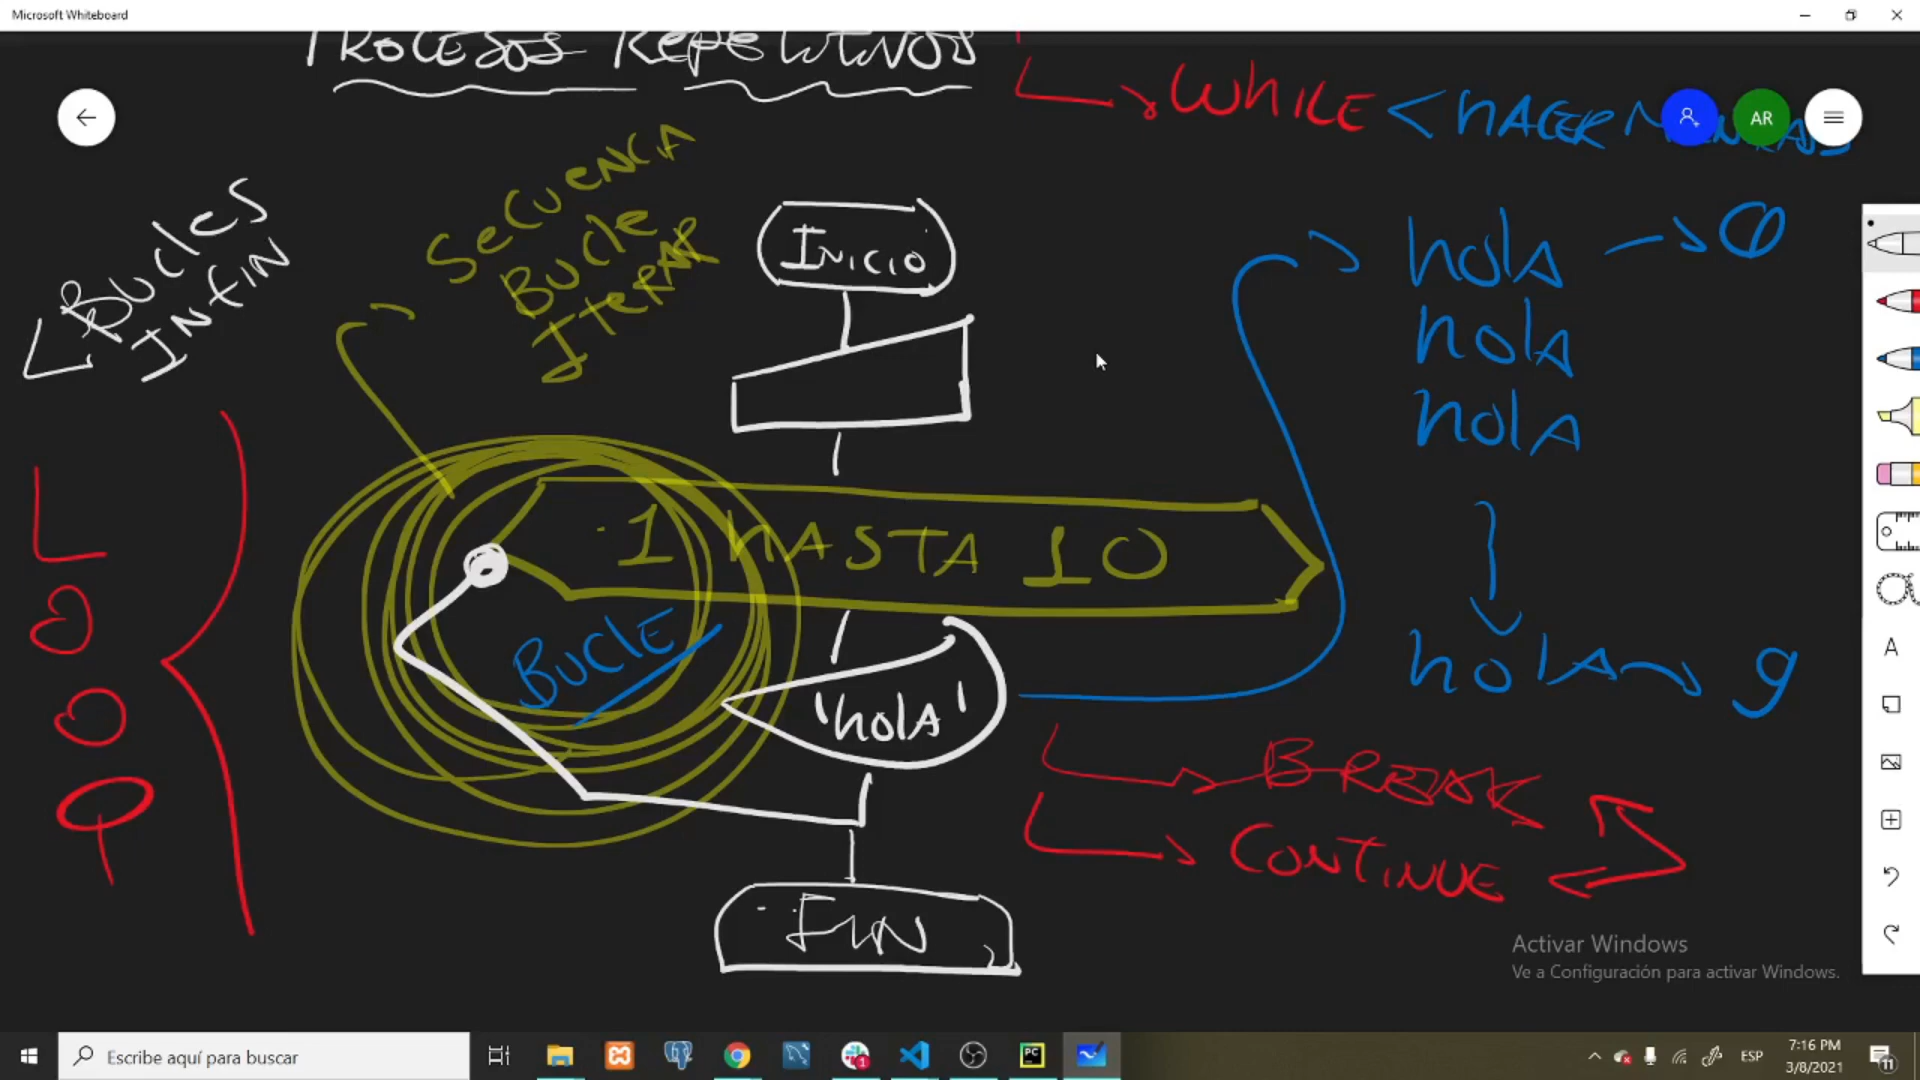 Microsoft Whiteboard
PROCESOS REPETITIVOS
WHILE < HACER MIENTRAS
AR
Bucles
INFIN
Secuencia
Bucle
Iterar
INICIO
hola → 0
hola
hola
1 HASTA 10
BUCLE
'hola'
hola 9
L
O
O
P
BREAK
CONTINUE
FIN
Activar Windows
Ve a Configuración para activar Windows.
Escribe aquí para buscar
ESP
7:16 PM
3/8/2021
11